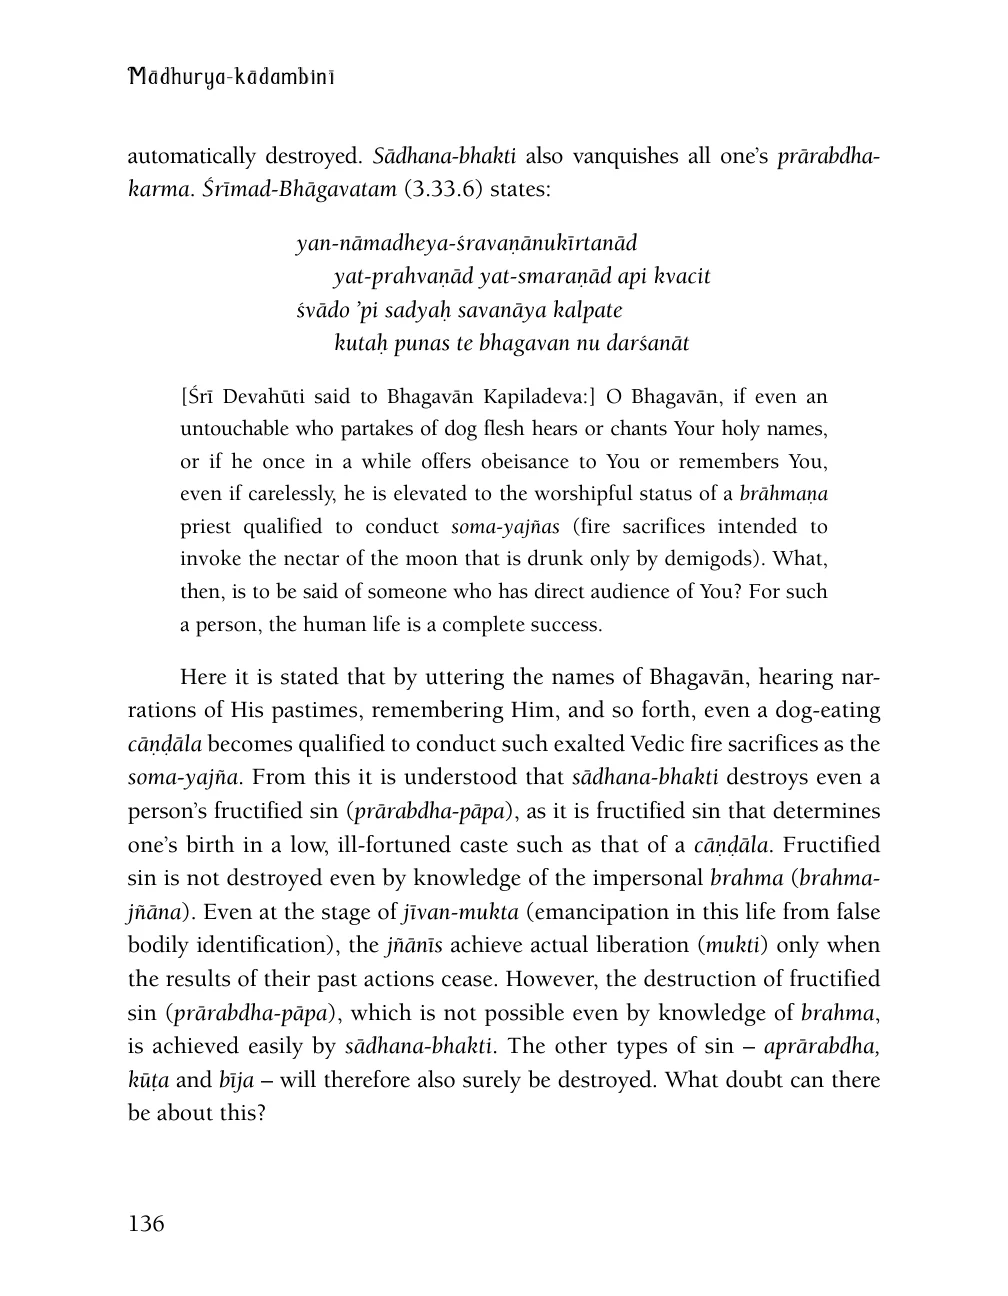 Mādhurya-kādambinī
automatically destroyed. Sādhana-bhakti also vanquishes all one’s prārabdha-
karma. Śrīmad-Bhāgavatam (3.33.6) states:
yan-nāmadheya-śravaṇānukīrtanād
yat-prahvaṇād yat-smaraṇād api kvacit
śvādo ’pi sadyaḥ savanāya kalpate
kutaḥ punas te bhagavan nu darśanāt
[Śrī Devahūti said to Bhagavān Kapiladeva:] O Bhagavān, if even an
untouchable who partakes of dog flesh hears or chants Your holy names,
or if he once in a while offers obeisance to You or remembers You,
even if carelessly, he is elevated to the worshipful status of a brāhmaṇa
priest qualified to conduct soma-yajñas (fire sacrifices intended to
invoke the nectar of the moon that is drunk only by demigods). What,
then, is to be said of someone who has direct audience of You? For such
a person, the human life is a complete success.
Here it is stated that by uttering the names of Bhagavān, hearing nar-
rations of His pastimes, remembering Him, and so forth, even a dog-eating
cāṇḍāla becomes qualified to conduct such exalted Vedic fire sacrifices as the
soma-yajña. From this it is understood that sādhana-bhakti destroys even a
person’s fructified sin (prārabdha-pāpa), as it is fructified sin that determines
one’s birth in a low, ill-fortuned caste such as that of a cāṇḍāla. Fructified
sin is not destroyed even by knowledge of the impersonal brahma (brahma-
jñāna). Even at the stage of jīvan-mukta (emancipation in this life from false
bodily identification), the jñānīs achieve actual liberation (mukti) only when
the results of their past actions cease. However, the destruction of fructified
sin (prārabdha-pāpa), which is not possible even by knowledge of brahma,
is achieved easily by sādhana-bhakti. The other types of sin – aprārabdha,
kūṭa and bīja – will therefore also surely be destroyed. What doubt can there
be about this?
136